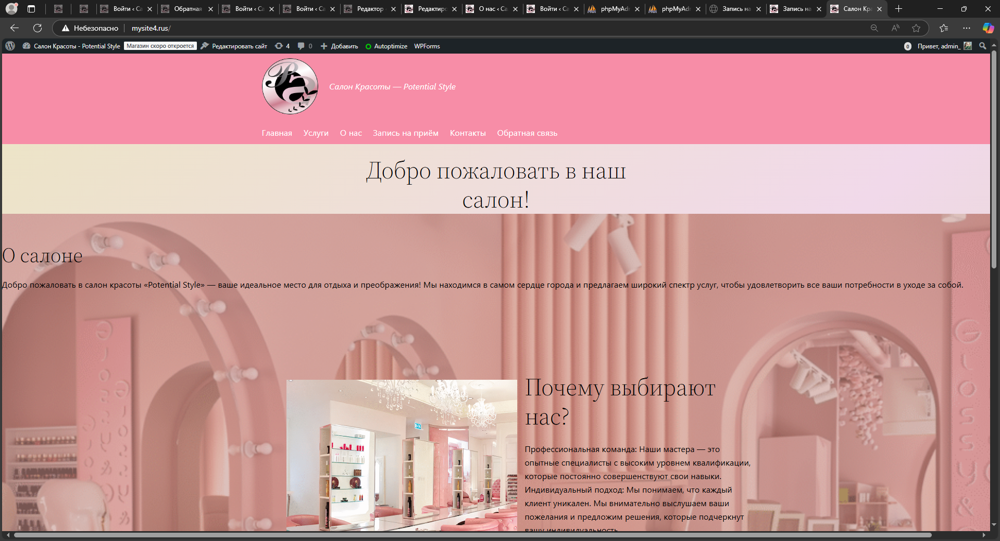 Войти ‹ Са
Обратная
Войти ‹ Са
Войти ‹ Са
Редактор
Редактиро
О нас ‹ Са
Войти ‹ Са
phpMyAdm
phpMyAdm
Запись на
Запись на
Салон Кра
Небезопасно
mysite4.rus/
Салон Красоты - Potential Style
Магазин скоро откроется
Редактировать сайт
4
0
Добавить
Autoptimize
WPForms
0
Привет, admin_
Салон Красоты — Potential Style
Главная
Услуги
О нас
Запись на приём
Контакты
Обратная связь
Добро пожаловать в наш
салон!
О салоне
Добро пожаловать в салон красоты «Potential Style» — ваше идеальное место для отдыха и преображения! Мы находимся в самом сердце города и предлагаем широкий спектр услуг, чтобы удовлетворить все ваши потребности в уходе за собой.
Почему выбирают
нас?
Профессиональная команда: Наши мастера — это
опытные специалисты с высоким уровнем квалификации,
которые постоянно совершенствуют свои навыки.
Индивидуальный подход: Мы понимаем, что каждый
клиент уникален. Мы внимательно выслушаем ваши
пожелания и предложим решения, которые подчеркнут
вашу индивидуальность.